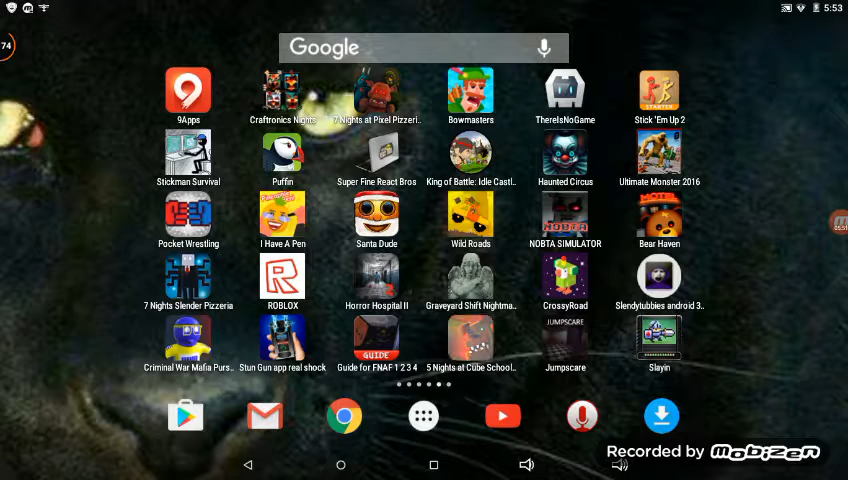 5:53
74
Google
9Apps
Craftronics Nights
7 Nights at Pixel Pizzeri..
Bowmasters
ThereIsNoGame
STARTER
Stick 'Em Up 2
Stickman Survival
Puffin
Super Fine React Bros
King of Battle: Idle Castl..
Haunted Circus
Ultimate Monster 2016
NOBTA
Pocket Wrestling
I Have A Pen
Santa Dude
Wild Roads
NOBTA SIMULATOR
Bear Haven
05:51
7 Nights Slender Pizzeria
ROBLOX
Horror Hospital II
Graveyard Shift Nightma..
CrossyRoad
Slendytubbies android 3..
GUIDE
JUMPSCARE
Criminal War Mafia Purs..
Stun Gun app real shock
Guide for FNAF 1 2 3 4
5 Nights at Cube School..
Jumpscare
Slayin
Recorded by Mobizen